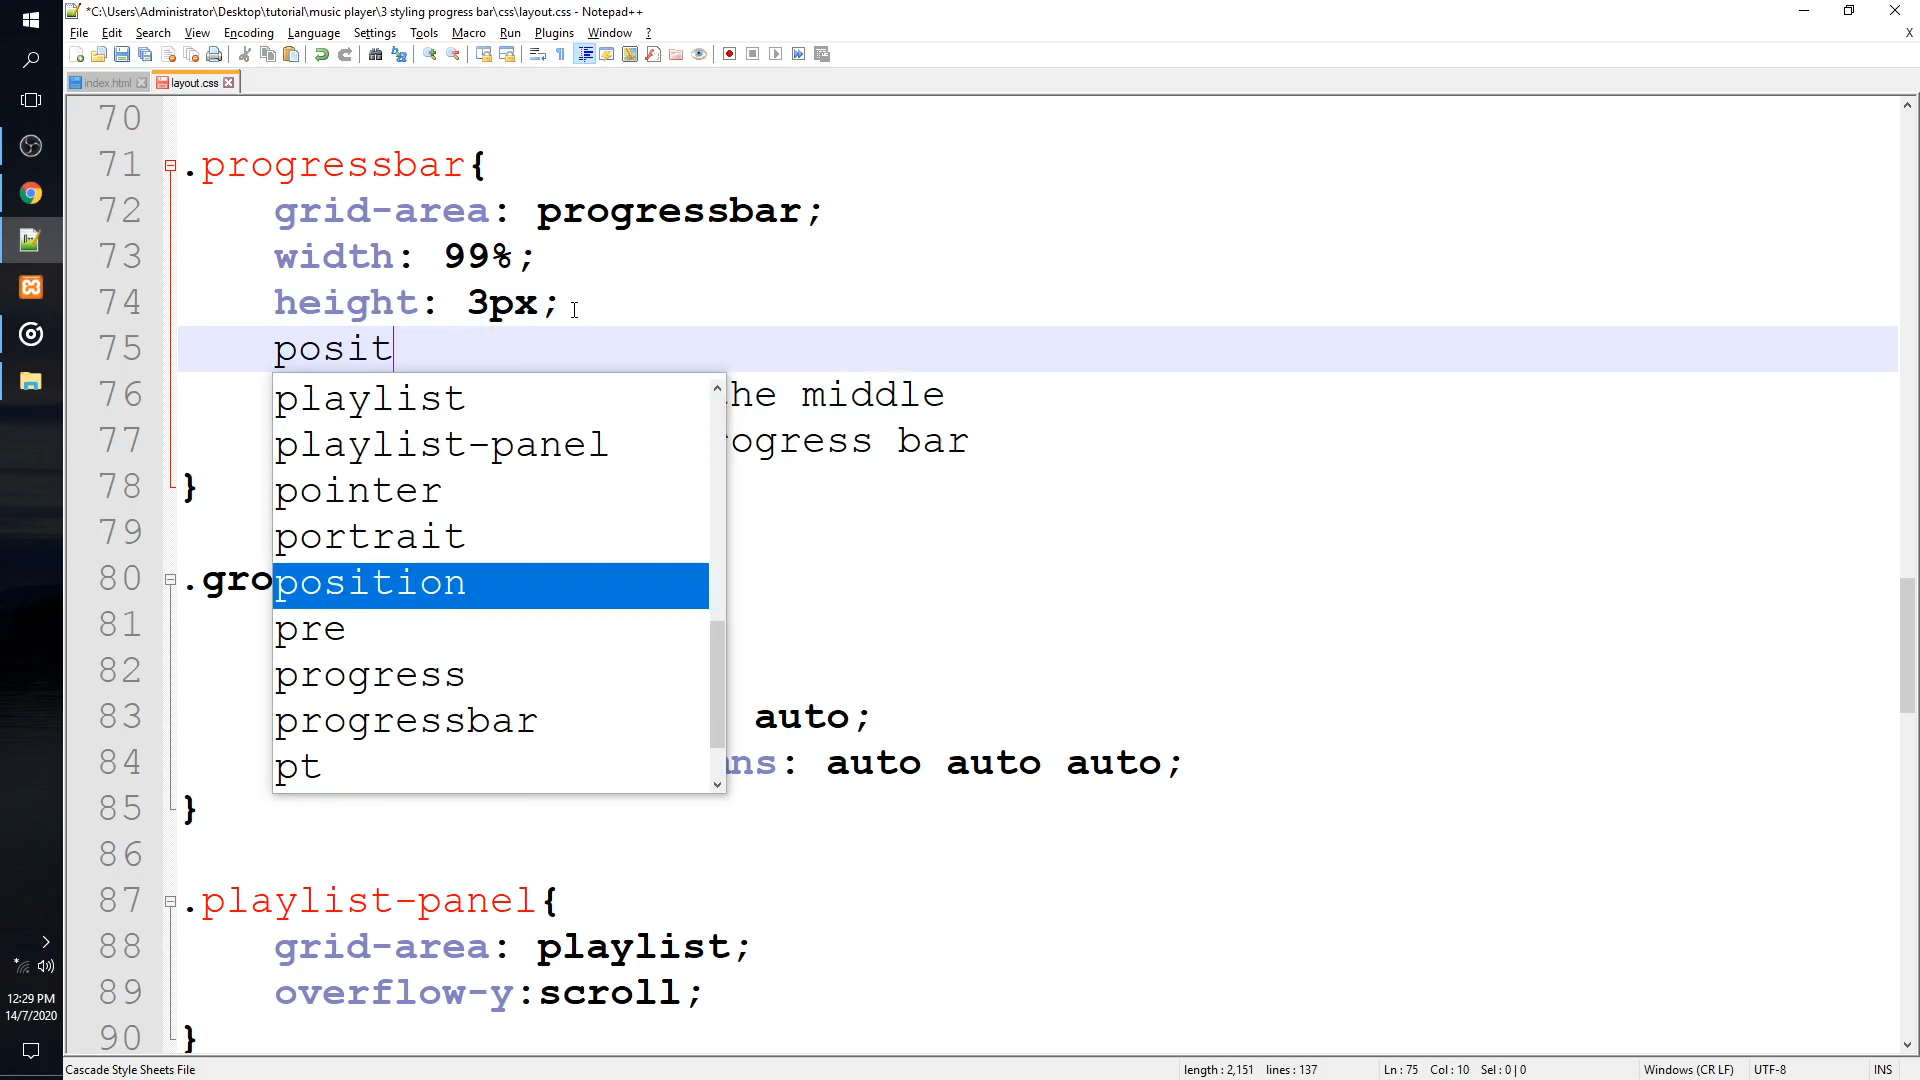 *C:\Users\Administrator\Desktop\tutorial\music player\3 styling progress bar\css\layout.css - Notepad++
File Edit Search View Encoding Language Settings Tools Macro Run Plugins Window ? X
index.html layout.css
70
71 .progressbar{
72 grid-area: progressbar;
73 width: 99%;
74 height: 3px;
75 posit
76 he middle
77 ogress bar
78 }
79
80 .gro
81
82
83 auto;
84 ns: auto auto auto;
85 }
86
87 .playlist-panel{
88 grid-area: playlist;
89 overflow-y:scroll;
90 }
playlist
playlist-panel
pointer
portrait
position
pre
progress
progressbar
pt
12:29 PM
14/7/2020
Cascade Style Sheets File length : 2,151 lines : 137 Ln : 75 Col : 10 Sel : 0 | 0 Windows (CR LF) UTF-8 INS